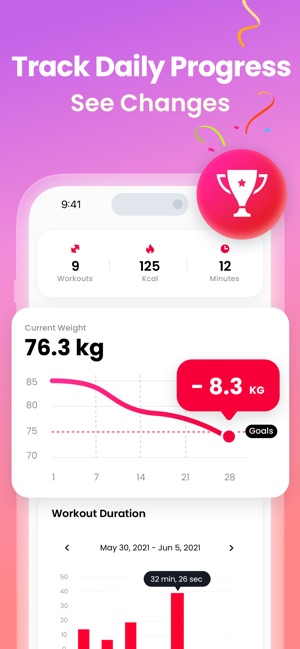 Track Daily Progress
See Changes
9:41
9
Workouts
125
Kcal
12
Minutes
Current Weight
76.3 kg
- 8.3 KG
85
80
75
70
Goals
1 7 14 21 28
Workout Duration
< May 30, 2021 - Jun 5, 2021 >
32 min, 26 sec
50
40
30
20
10
0